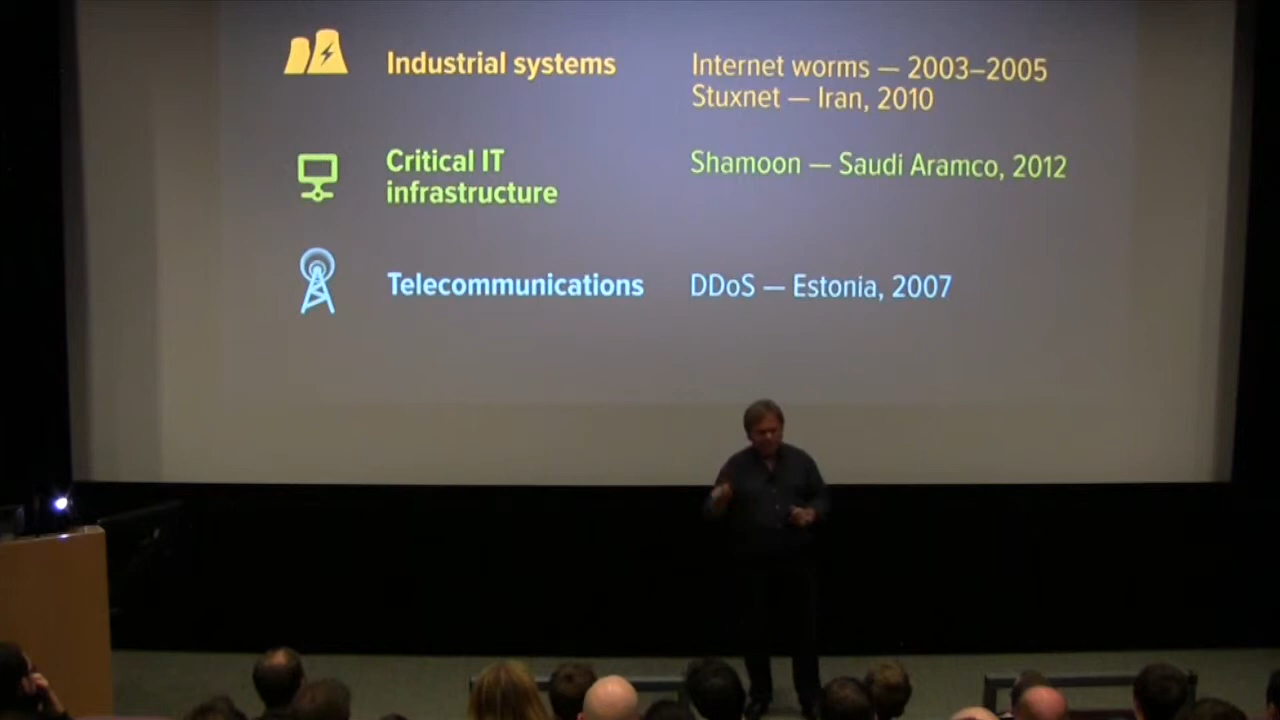 Industrial systems
Internet worms — 2003–2005
Stuxnet — Iran, 2010
Critical IT
infrastructure
Shamoon — Saudi Aramco, 2012
Telecommunications
DDoS — Estonia, 2007